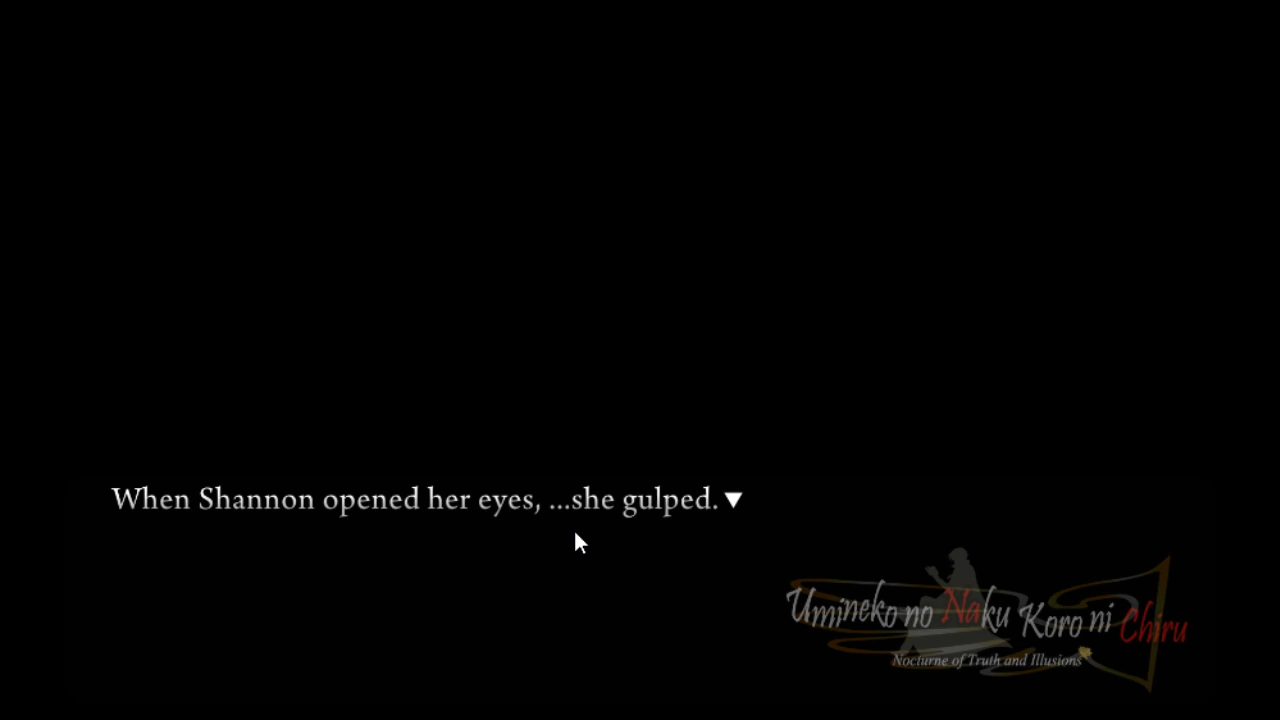 When Shannon opened her eyes, ...she gulped.
Umineko no Naku Koro ni Chiru
Nocturne of Truth and Illusions